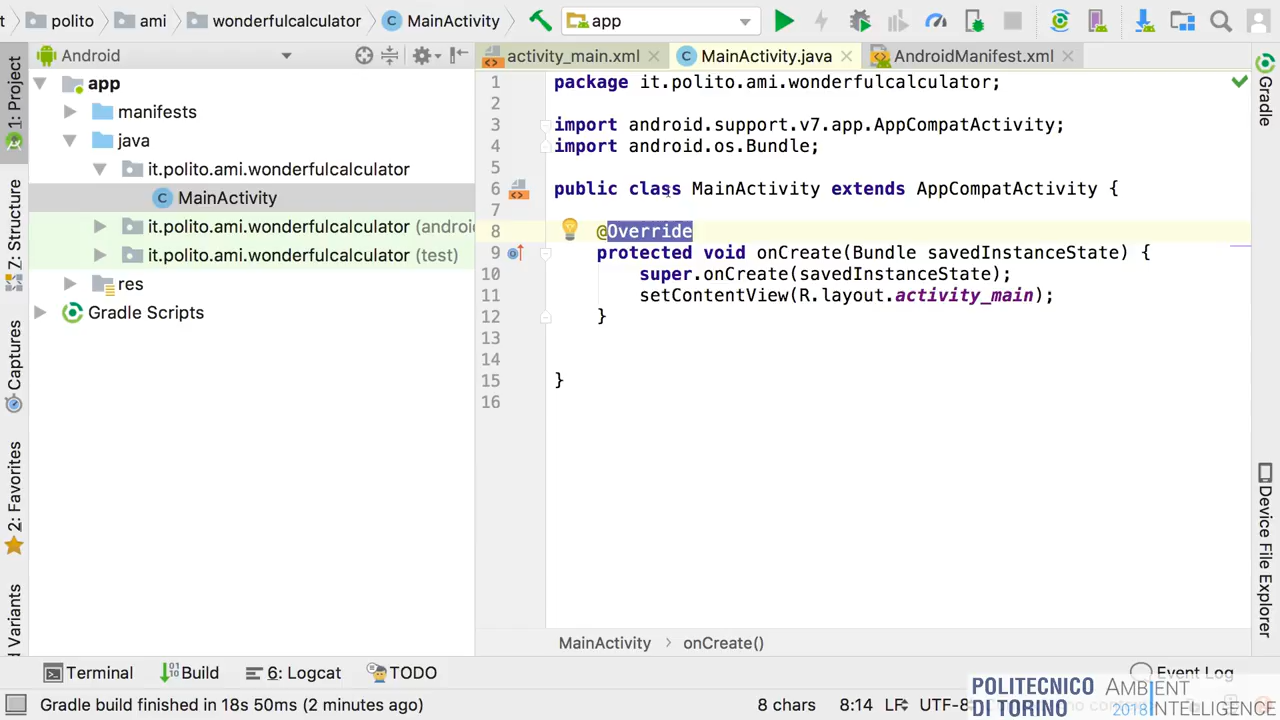 t polito ami wonderfulcalculator MainActivity app
Android
activity_main.xml MainActivity.java AndroidManifest.xml
1: Project
Z: Structure
Captures
2: Favorites
Variants
app
manifests
java
it.polito.ami.wonderfulcalculator
MainActivity
it.polito.ami.wonderfulcalculator (androi
it.polito.ami.wonderfulcalculator (test)
res
Gradle Scripts
1 package it.polito.ami.wonderfulcalculator;
2
3 import android.support.v7.app.AppCompatActivity;
4 import android.os.Bundle;
5
6 public class MainActivity extends AppCompatActivity {
7
8 @Override
9 protected void onCreate(Bundle savedInstanceState) {
10 super.onCreate(savedInstanceState);
11 setContentView(R.layout.activity_main);
12 }
13
14
15 }
16
Gradle
Device File Explorer
MainActivity > onCreate()
Terminal Build 6: Logcat TODO Event Log
Gradle build finished in 18s 50ms (2 minutes ago) 8 chars 8:14 LF UTF-8
POLITECNICO
DI TORINO
AMBIENT
2018 INTELLIGENCE